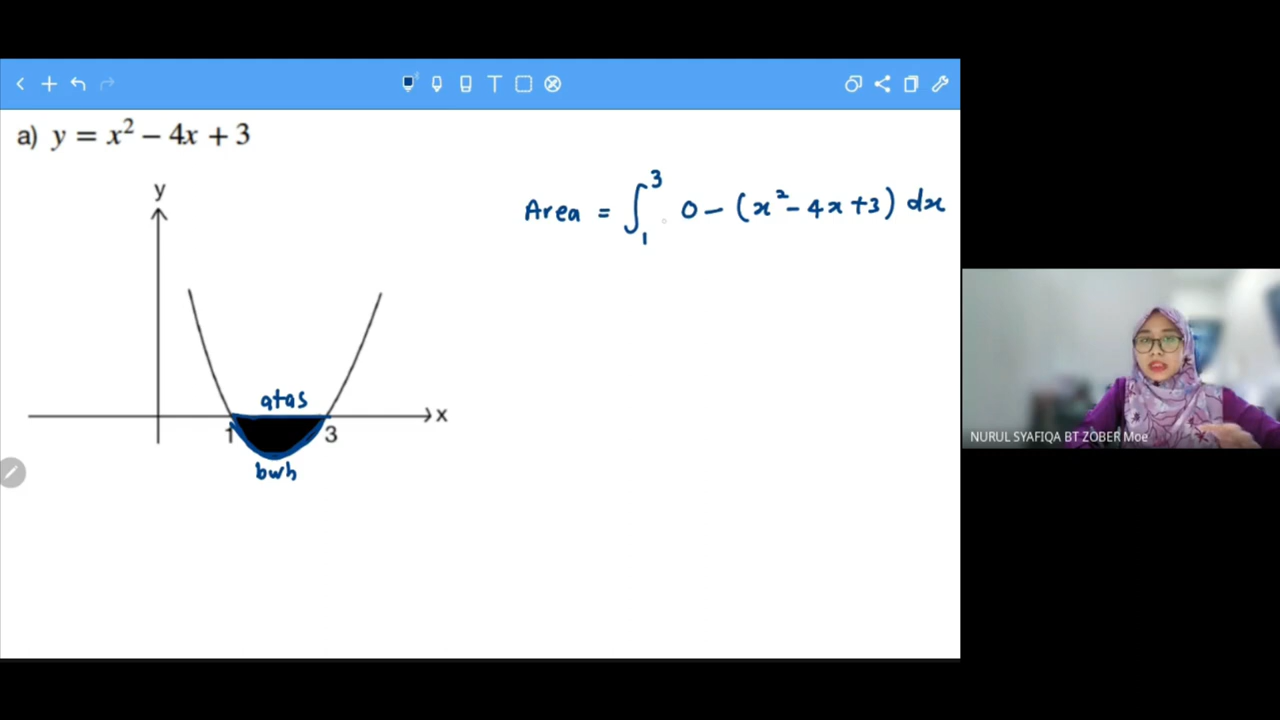 a) y = x² – 4x + 3
y
Area = ∫₁³ 0 – (x² – 4x + 3) dx
atas
x
1
3
bwh
NURUL SYAFIQA BT ZOBER Moe
T